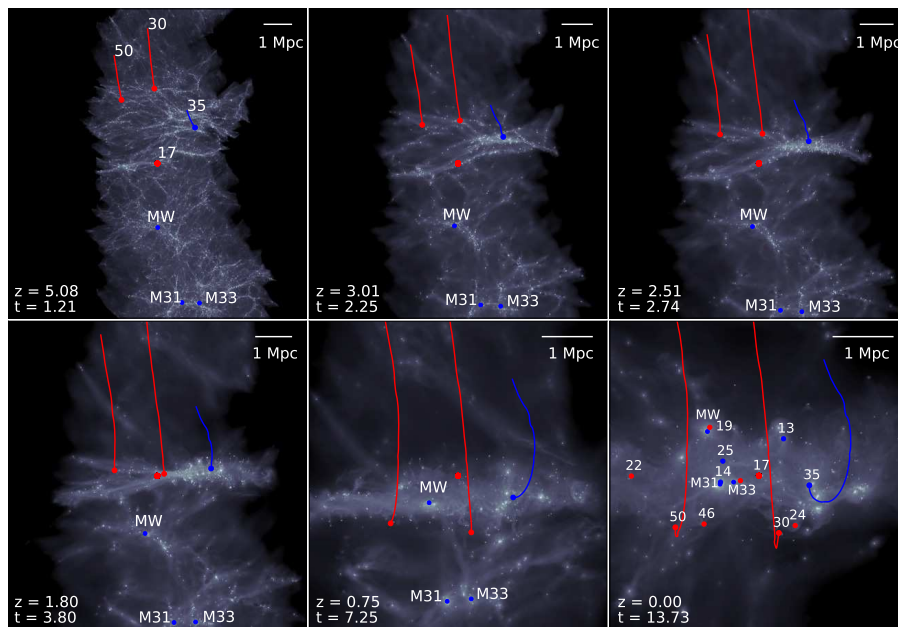 30
50
1 Mpc
35
17
MW
z = 5.08
t = 1.21
M31
M33
1 Mpc
MW
z = 3.01
t = 2.25
M31
M33
1 Mpc
MW
z = 2.51
t = 2.74
M31
M33
1 Mpc
MW
z = 1.80
t = 3.80
M31
M33
1 Mpc
MW
z = 0.75
t = 7.25
M31
M33
1 Mpc
MW
19
13
25
22
14
17
M31
M33
35
50
46
30
24
z = 0.00
t = 13.73